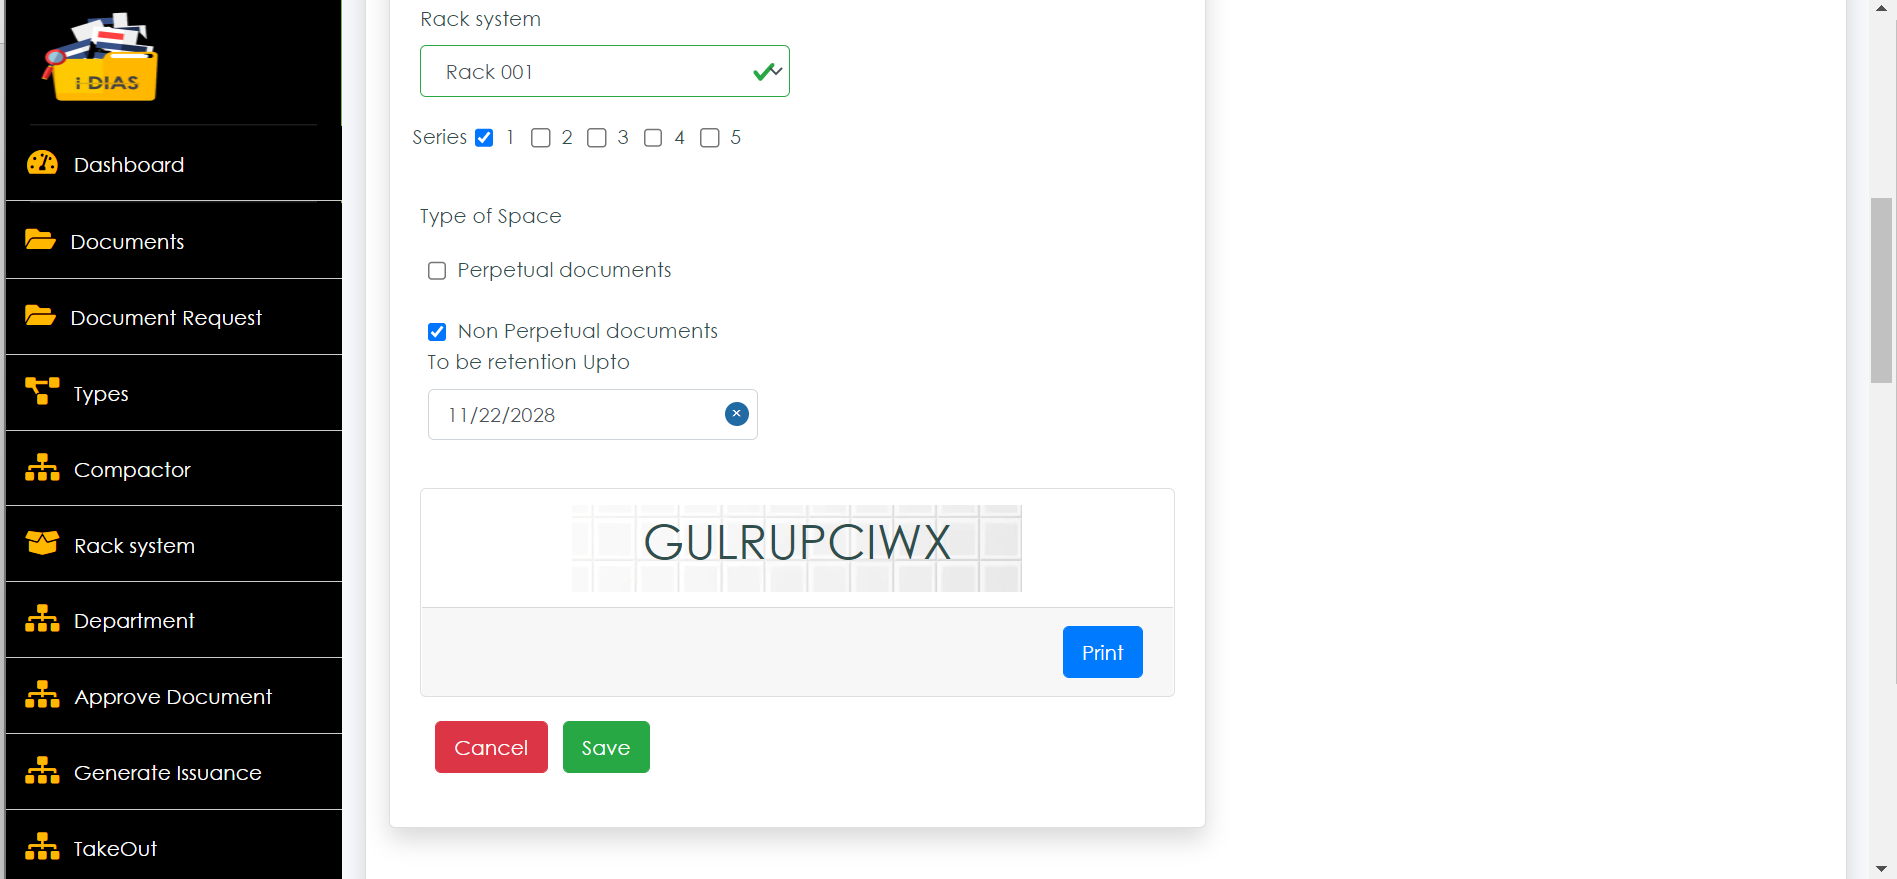 I DIAS
Dashboard
Documents
Document Request
Types
Compactor
Rack system
Department
Approve Document
Generate Issuance
TakeOut
Rack system
Rack 001
Series 1 2 3 4 5
Type of Space
Perpetual documents
Non Perpetual documents
To be retention Upto
11/22/2028
GULRUPCIWX
Print
Cancel Save